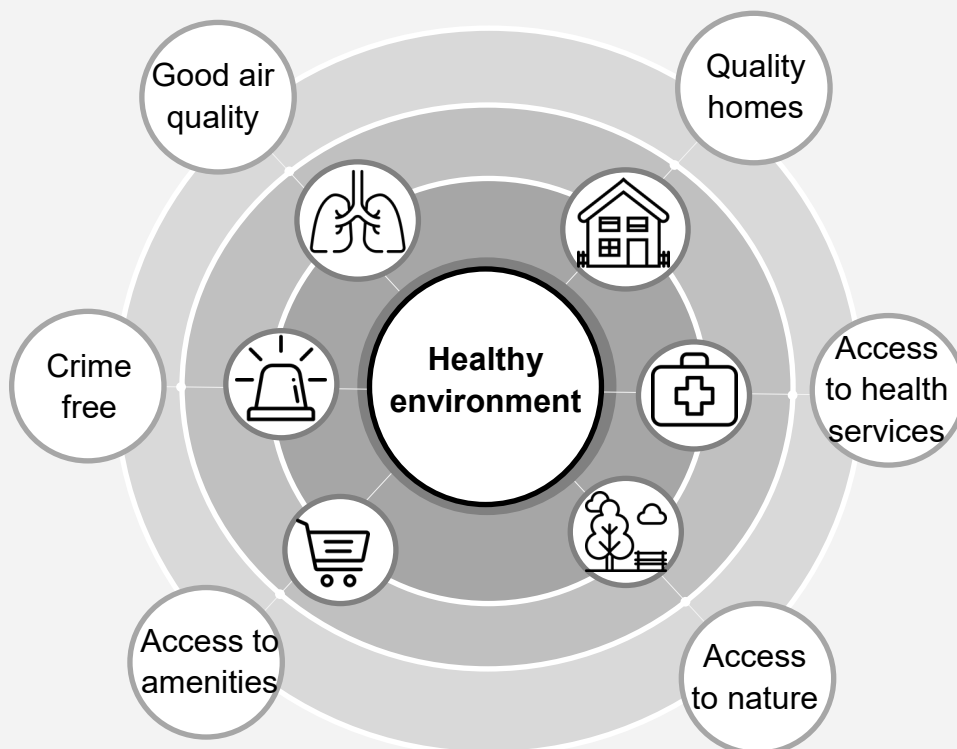 Good air
quality
Quality
homes
Crime
free
Healthy
environment
Access
to health
services
Access to
amenities
Access
to nature